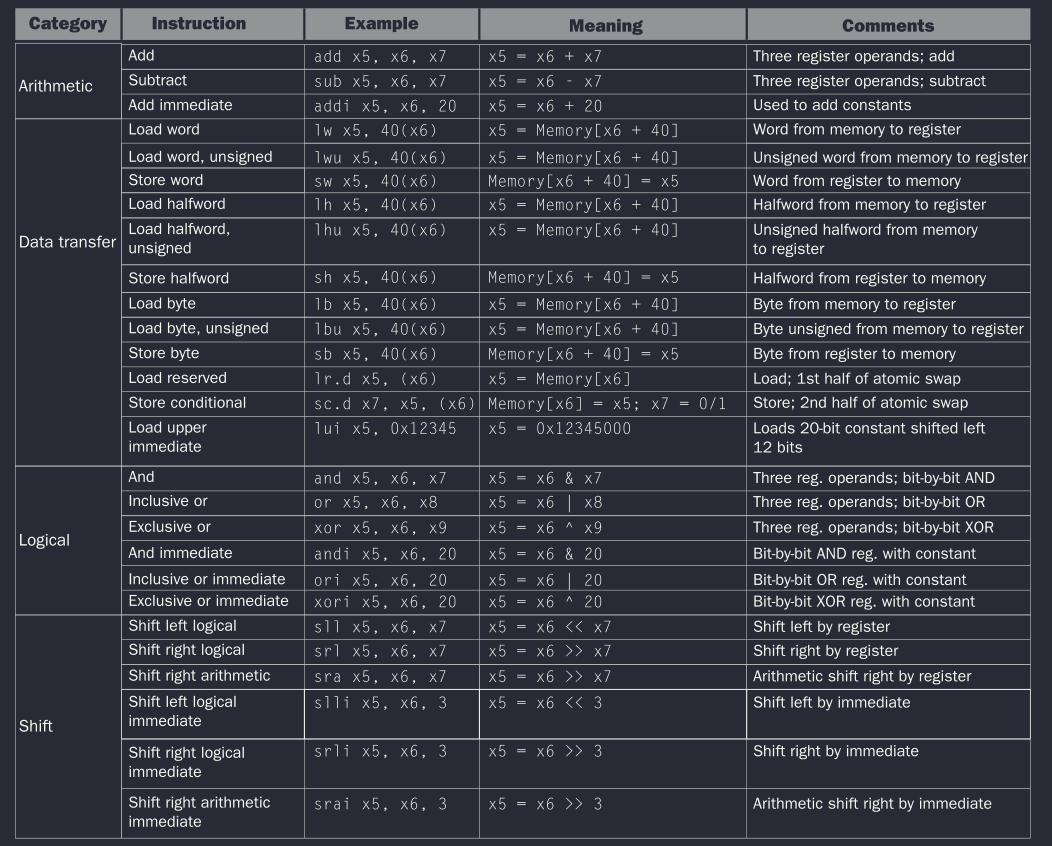 Category Instruction Example Meaning Comments
Arithmetic
Add add x5, x6, x7 x5 = x6 + x7 Three register operands; add
Subtract sub x5, x6, x7 x5 = x6 - x7 Three register operands; subtract
Add immediate addi x5, x6, 20 x5 = x6 + 20 Used to add constants
Data transfer
Load word lw x5, 40(x6) x5 = Memory[x6 + 40] Word from memory to register
Load word, unsigned lwu x5, 40(x6) x5 = Memory[x6 + 40] Unsigned word from memory to register
Store word sw x5, 40(x6) Memory[x6 + 40] = x5 Word from register to memory
Load halfword lh x5, 40(x6) x5 = Memory[x6 + 40] Halfword from memory to register
Load halfword, lhu x5, 40(x6) x5 = Memory[x6 + 40] Unsigned halfword from memory
unsigned to register
Store halfword sh x5, 40(x6) Memory[x6 + 40] = x5 Halfword from register to memory
Load byte lb x5, 40(x6) x5 = Memory[x6 + 40] Byte from memory to register
Load byte, unsigned lbu x5, 40(x6) x5 = Memory[x6 + 40] Byte unsigned from memory to register
Store byte sb x5, 40(x6) Memory[x6 + 40] = x5 Byte from register to memory
Load reserved lr.d x5, (x6) x5 = Memory[x6] Load; 1st half of atomic swap
Store conditional sc.d x7, x5, (x6) Memory[x6] = x5; x7 = 0/1 Store; 2nd half of atomic swap
Load upper lui x5, 0x12345 x5 = 0x12345000 Loads 20-bit constant shifted left
immediate 12 bits
Logical
And and x5, x6, x7 x5 = x6 & x7 Three reg. operands; bit-by-bit AND
Inclusive or or x5, x6, x8 x5 = x6 | x8 Three reg. operands; bit-by-bit OR
Exclusive or xor x5, x6, x9 x5 = x6 ^ x9 Three reg. operands; bit-by-bit XOR
And immediate andi x5, x6, 20 x5 = x6 & 20 Bit-by-bit AND reg. with constant
Inclusive or immediate ori x5, x6, 20 x5 = x6 | 20 Bit-by-bit OR reg. with constant
Exclusive or immediate xori x5, x6, 20 x5 = x6 ^ 20 Bit-by-bit XOR reg. with constant
Shift
Shift left logical sll x5, x6, x7 x5 = x6 << x7 Shift left by register
Shift right logical srl x5, x6, x7 x5 = x6 >> x7 Shift right by register
Shift right arithmetic sra x5, x6, x7 x5 = x6 >> x7 Arithmetic shift right by register
Shift left logical slli x5, x6, 3 x5 = x6 << 3 Shift left by immediate
immediate
Shift right logical srli x5, x6, 3 x5 = x6 >> 3 Shift right by immediate
immediate
Shift right arithmetic srai x5, x6, 3 x5 = x6 >> 3 Arithmetic shift right by immediate
immediate